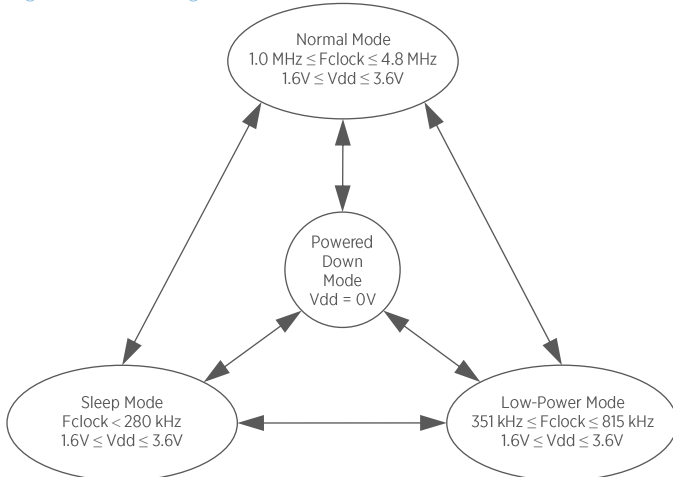 Normal Mode
1.0 MHz ≤ Fclock ≤ 4.8 MHz
1.6V ≤ Vdd ≤ 3.6V
Powered
Down
Mode
Vdd = 0V
Sleep Mode
Fclock < 280 kHz
1.6V ≤ Vdd ≤ 3.6V
Low-Power Mode
351 kHz ≤ Fclock ≤ 815 kHz
1.6V ≤ Vdd ≤ 3.6V